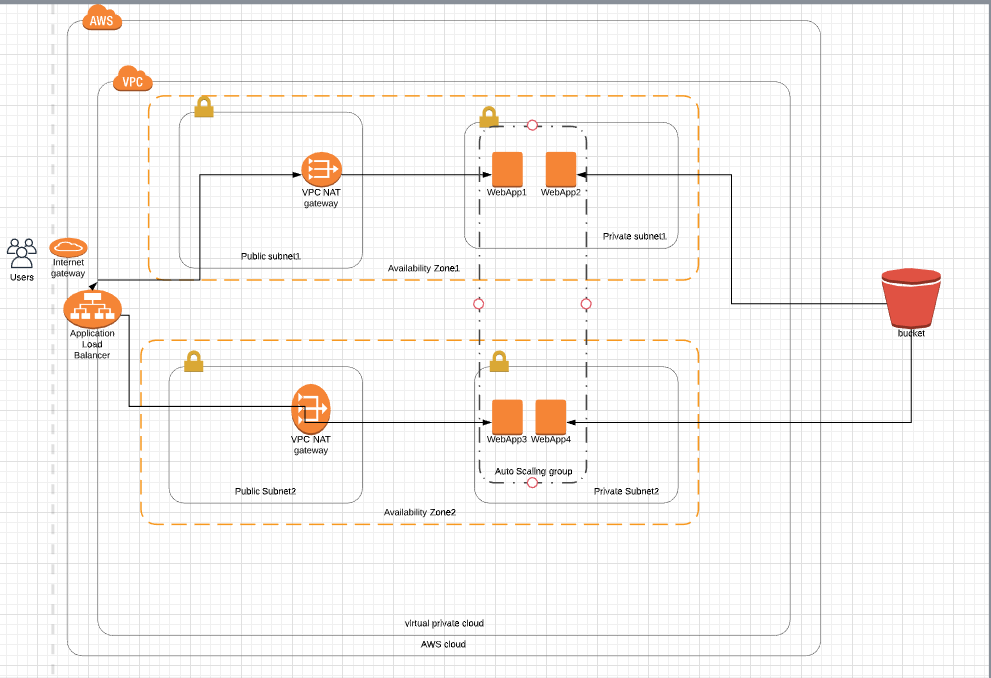 AWS
VPC
VPC NAT
gateway
WebApp1
WebApp2
Private subnet1
Public subnet1
Availability Zone1
Users
Internet
gateway
Application
Load
Balancer
bucket
VPC NAT
gateway
WebApp3
WebApp4
Auto Scaling group
Public Subnet2
Private Subnet2
Availability Zone2
virtual private cloud
AWS cloud